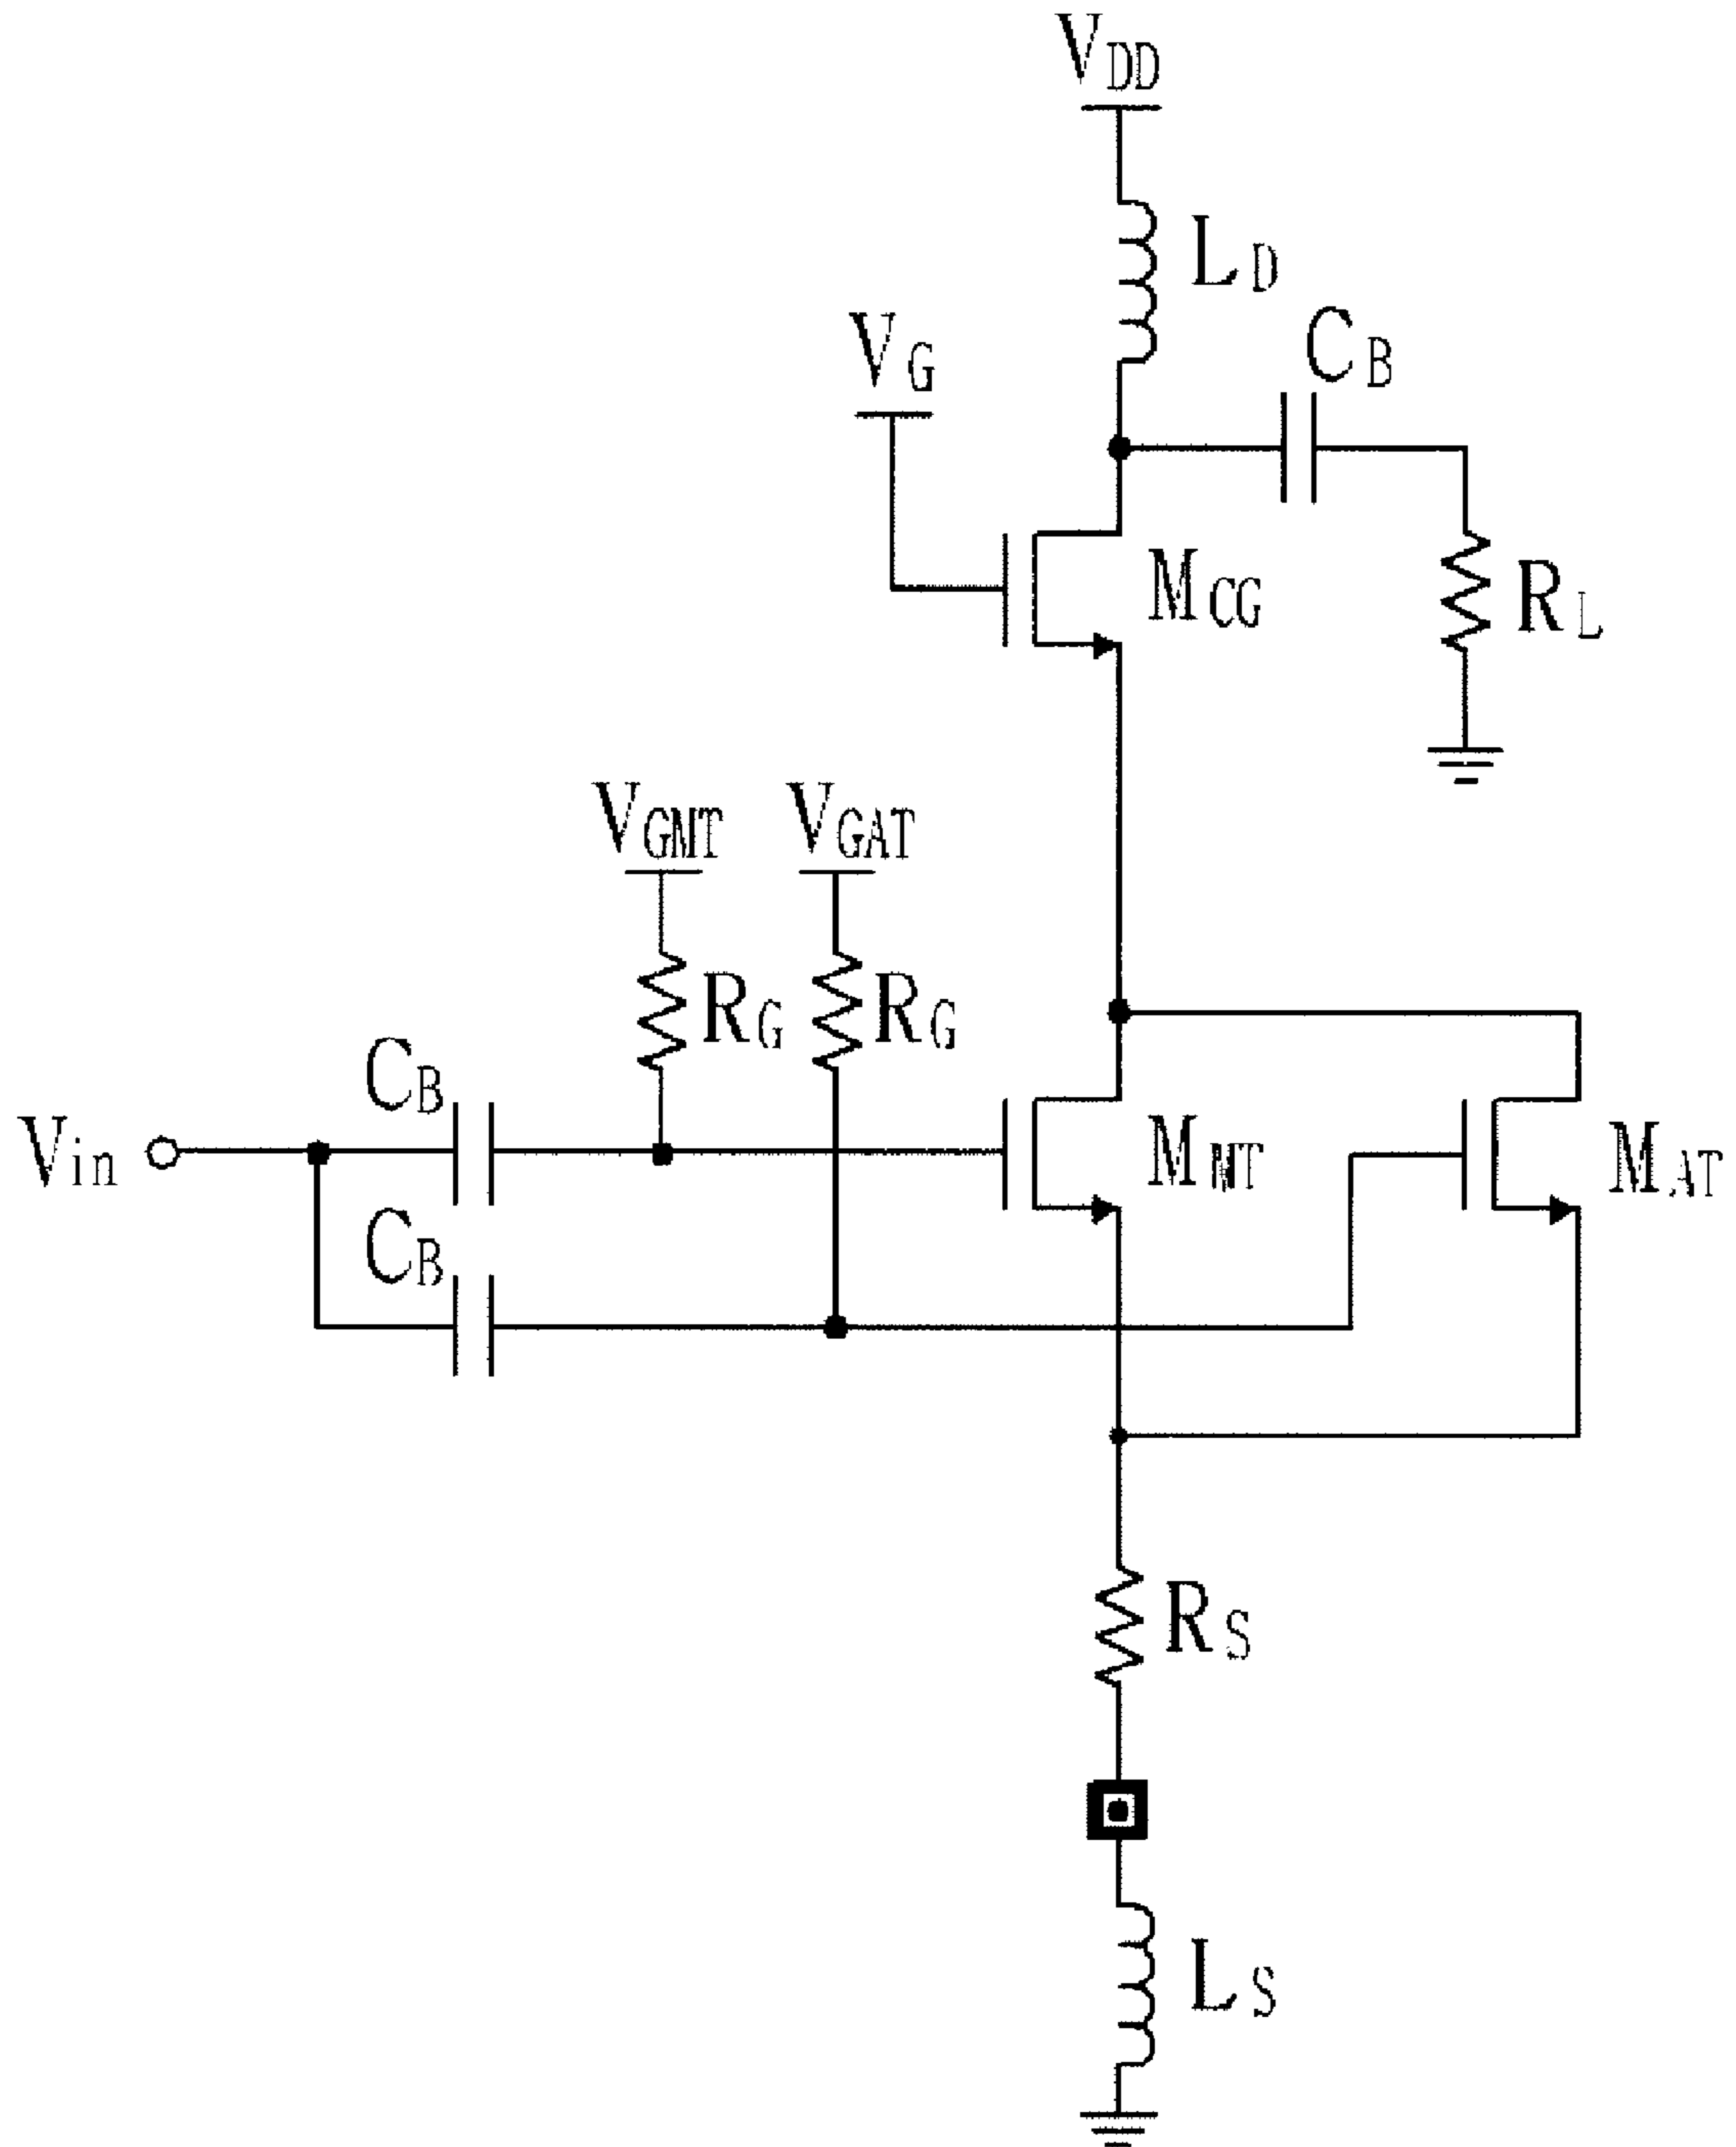 VDD
LD
CB
VG
MCG
RL
VGMT VGAT
RG RG
CB
Vin
MMT
MAT
CB
RS
LS